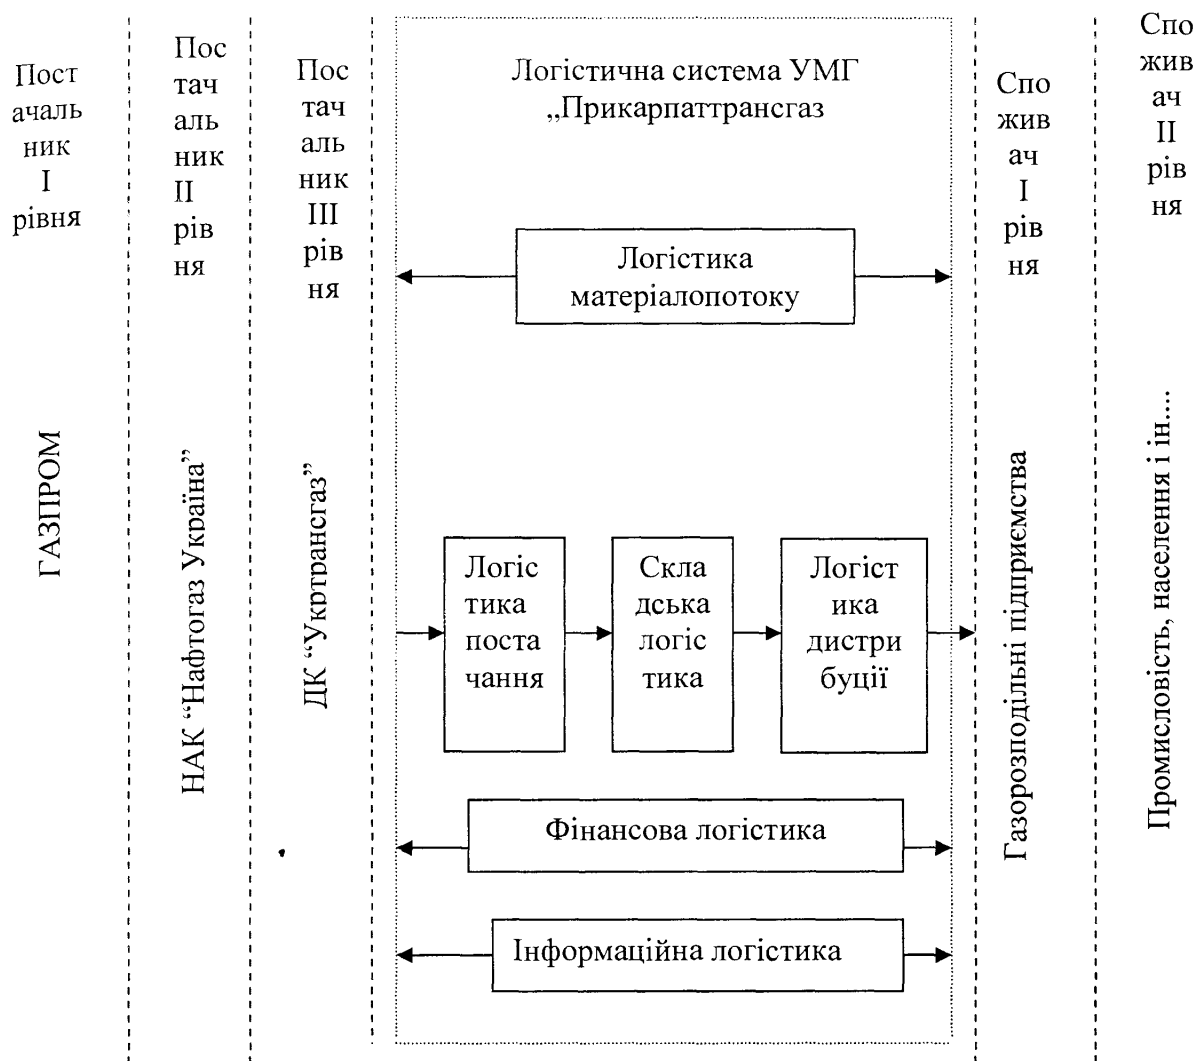 Пост
ачаль
ник
I
рівня
Пос
тач
аль
ник
II
рів
ня
Пос
тач
аль
ник
III
рів
ня
Логістична система УМГ
„Прикарпаттрансгаз
Спо
жив
ач
I
рів
ня
Спо
жив
ач
II
рів
ня
Логістика
матеріалопотоку
ГАЗПРОМ
НАК “Нафтогаз Україна”
ДК “Укртрансгаз”
Логіс
тика
поста
чання
Скла
дська
логіс
тика
Логіст
ика
дистри
буції
Газорозподільні підприємства
Промисловість, населення і ін....
Фінансова логістика
Інформаційна логістика